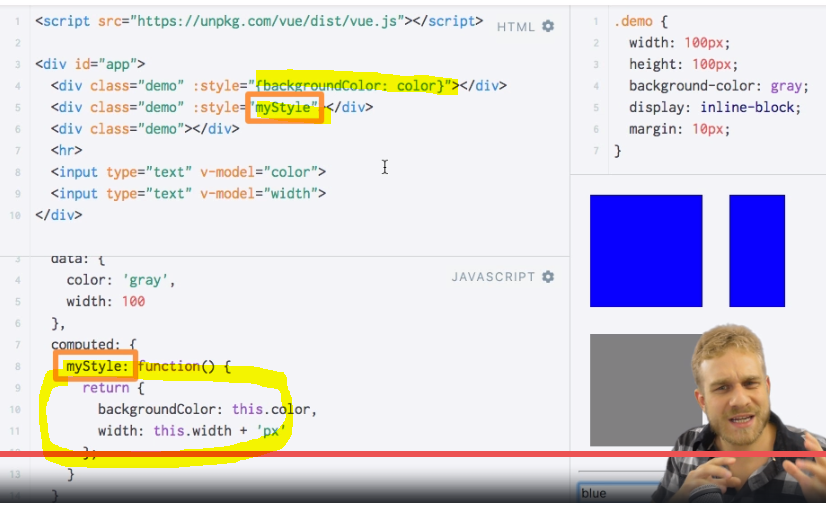 1 <script src="https://unpkg.com/vue/dist/vue.js"></script>
HTML
2
3 <div id="app">
4 <div class="demo" :style="{backgroundColor: color}"></div>
5 <div class="demo" :style="myStyle"></div>
6 <div class="demo"></div>
7 <hr>
8 <input type="text" v-model="color">
9 <input type="text" v-model="width">
10 </div>
1 .demo {
2 width: 100px;
3 height: 100px;
4 background-color: gray;
5 display: inline-block;
6 margin: 10px;
7 }
3 data: {
JAVASCRIPT
4 color: 'gray',
5 width: 100
6 },
7 computed: {
8 myStyle: function() {
9 return {
10 backgroundColor: this.color,
11 width: this.width + 'px'
};
13 }
}
blue